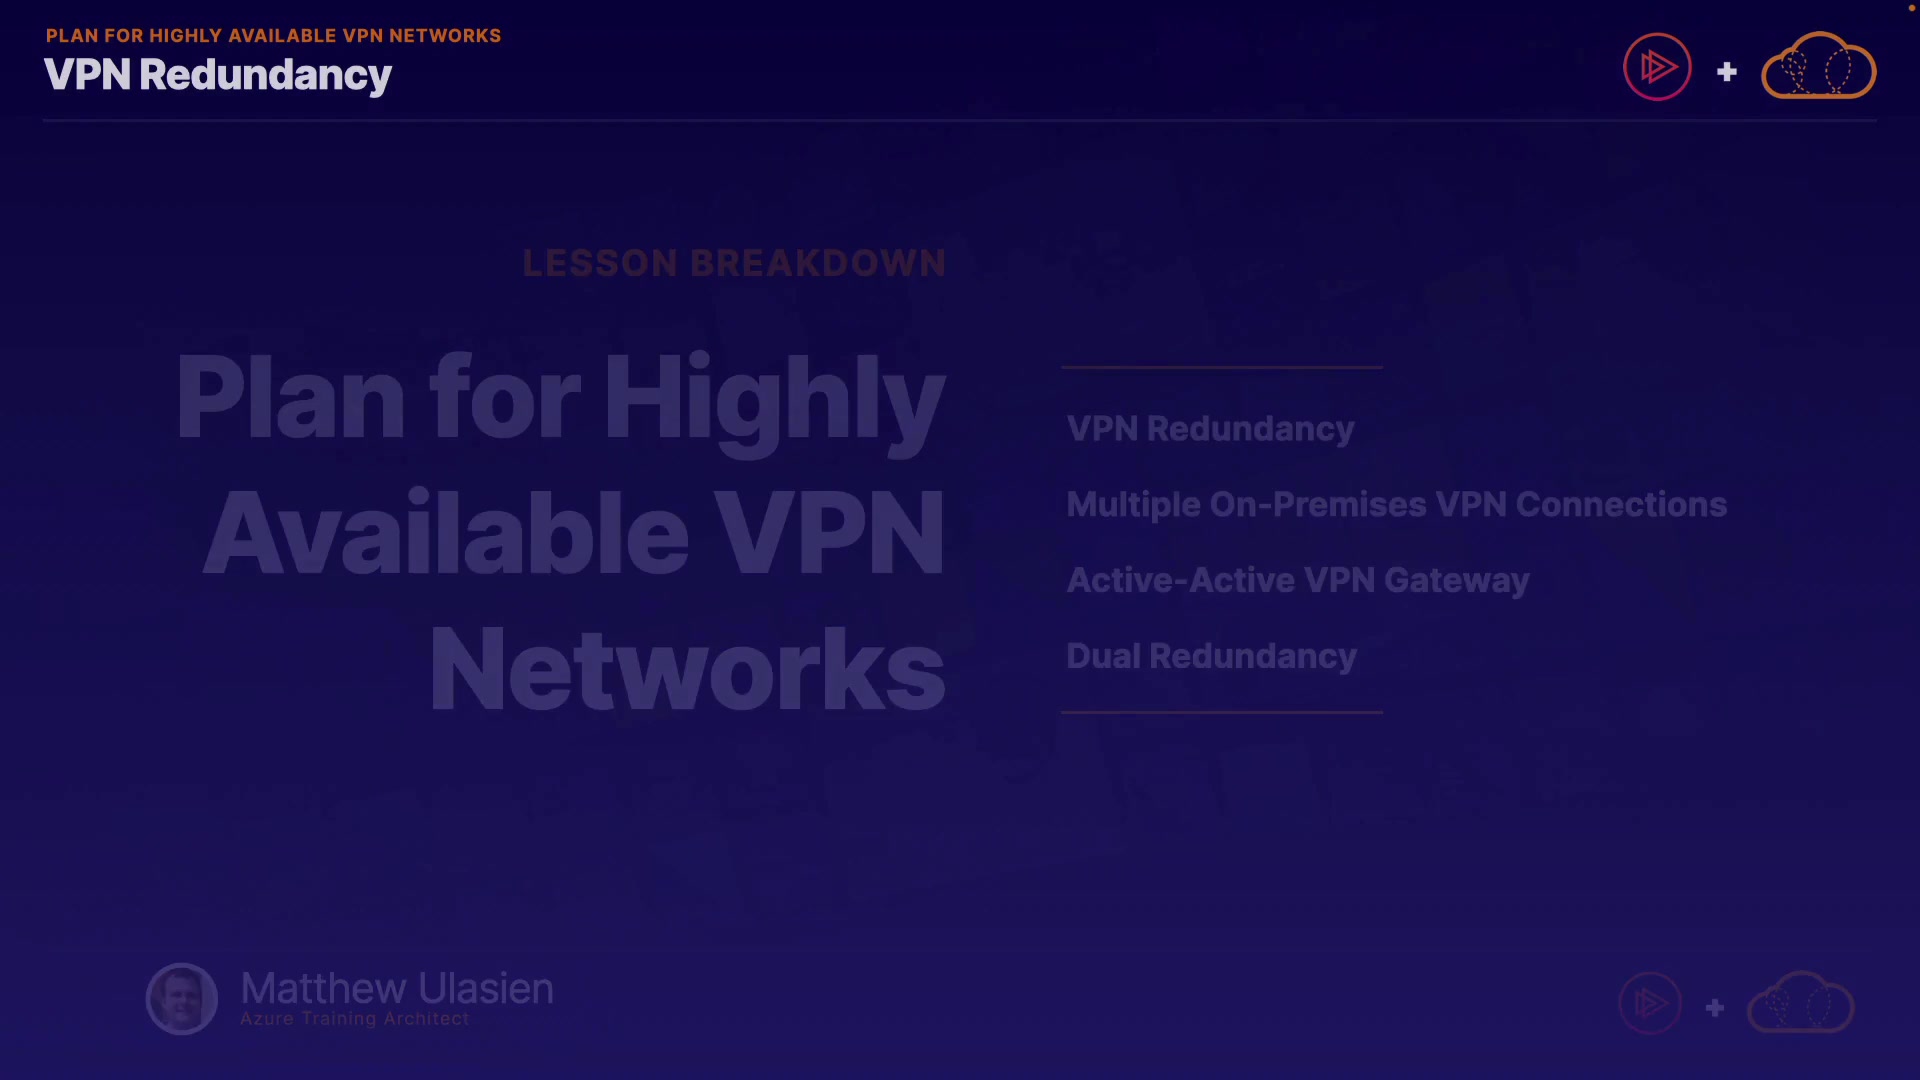 PLAN FOR HIGHLY AVAILABLE VPN NETWORKS
VPN Redundancy
LESSON BREAKDOWN
Plan for Highly
Available VPN
Networks
VPN Redundancy
Multiple On-Premises VPN Connections
Active-Active VPN Gateway
Dual Redundancy
Matthew Ulasien
Azure Training Architect